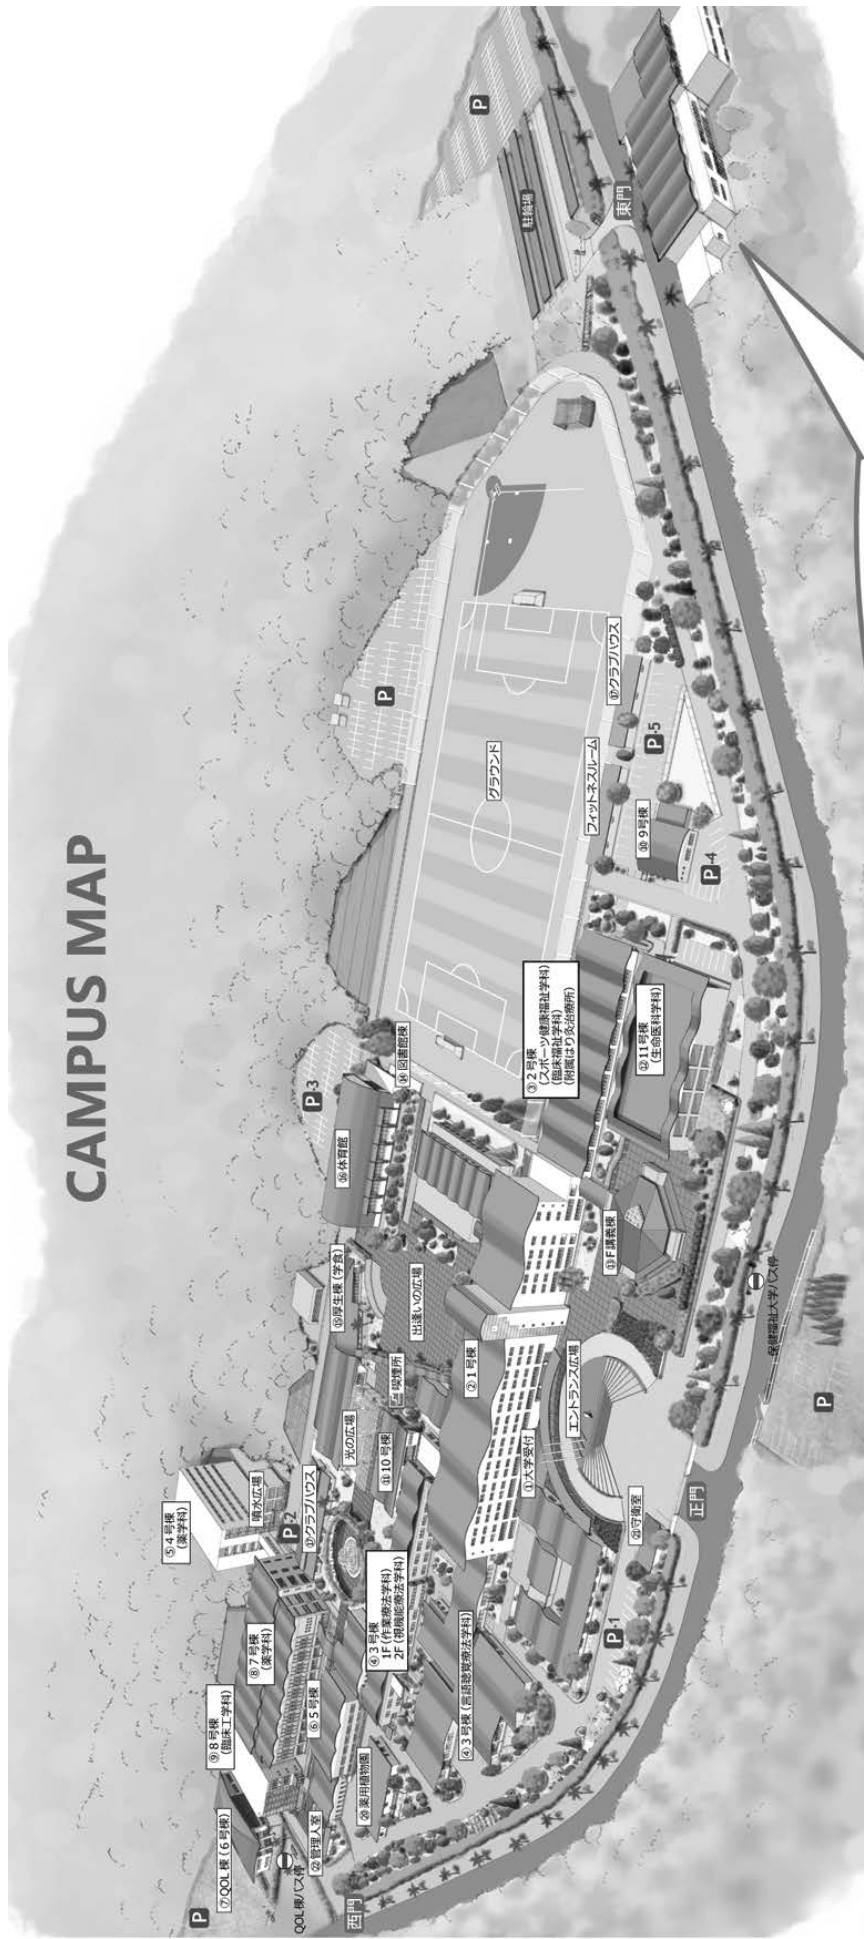 CAMPUS MAP
⑤4号棟
(薬学科)
噴水広場
P-2
⑰クラブハウス
⑧7号棟
(薬学科)
⑨8号棟
(臨床工学科)
⑥5号棟
⑦QOL棟(6号棟)
P
QOL棟バス停
㉒管理人室
西門
⑳薬用植物園
④3号棟
1F(作業療法学科)
2F(視機能療法学科)
④3号棟(言語聴覚療法学科)
光の広場
⑪10号棟
喫煙所
⑮厚生棟(学食)
出逢いの広場
⑯体育館
P-3
⑭図書館棟
②1号棟
①大学受付
エントランス広場
㉑守衛室
P-1
正門
P
保健福祉大学バス停
⑬F講義棟
③2号棟
(スポーツ健康福祉学科)
(臨床福祉学科)
(附属はり灸治療所)
⑫11号棟
(生命医科学科)
グラウンド
フィットネスルーム
⑰クラブハウス
⑩9号棟
P-4
P-5
P
駐輪場
P
東門